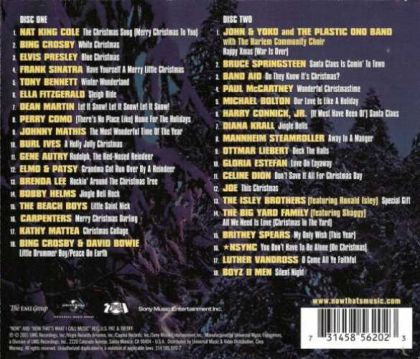 DISC ONE
1. NAT KING COLE The Christmas Song (Merry Christmas To You)
2. BING CROSBY White Christmas
3. ELVIS PRESLEY Blue Christmas
4. FRANK SINATRA Have Yourself A Merry Little Christmas
5. TONY BENNETT Winter Wonderland
6. ELLA FITZGERALD Sleigh Ride
7. DEAN MARTIN Let It Snow! Let It Snow! Let It Snow!
8. PERRY COMO (There's No Place Like) Home For The Holidays
9. JOHNNY MATHIS The Most Wonderful Time Of The Year
10. BURL IVES A Holly Jolly Christmas
11. GENE AUTRY Rudolph, The Red-Nosed Reindeer
12. ELMO & PATSY Grandma Got Run Over By A Reindeer
13. BRENDA LEE Rockin' Around The Christmas Tree
14. BOBBY HELMS Jingle Bell Rock
15. THE BEACH BOYS Little Saint Nick
16. CARPENTERS Merry Christmas Darling
17. KATHY MATTEA Christmas Collage
18. BING CROSBY & DAVID BOWIE
Little Drummer Boy/Peace On Earth
DISC TWO
1. JOHN & YOKO and THE PLASTIC ONO BAND
with The Harlem Community Choir
Happy Xmas (War Is Over)
2. BRUCE SPRINGSTEEN Santa Claus Is Comin' To Town
3. BAND AID Do They Know It's Christmas?
4. PAUL McCARTNEY Wonderful Christmastime
5. MICHAEL BOLTON Our Love Is Like A Holiday
6. HARRY CONNICK, JR. (It Must Have Been Ol') Santa Claus
7. DIANA KRALL Jingle Bells
8. MANNHEIM STEAMROLLER Away In A Manger
9. OTTMAR LIEBERT Deck The Halls
10. GLORIA ESTEFAN Love On Layaway
11. CELINE DION Don't Save It All For Christmas Day
12. JOE This Christmas
13. THE ISLEY BROTHERS (featuring Ronald Isley) Special Gift
14. THE BIG YARD FAMILY (featuring Shaggy)
All We Need Is Love (Christmas In The Yard)
15. BRITNEY SPEARS My Only Wish (This Year)
16. *NSYNC You Don't Have To Be Alone (On Christmas)
17. LUTHER VANDROSS O Come All Ye Faithful
18. BOYZ II MEN Silent Night
The EMI Group
UNIVERSAL
Sony Music Entertainment Inc.
www.nowthatsmusic.com
7 31458 56202 3